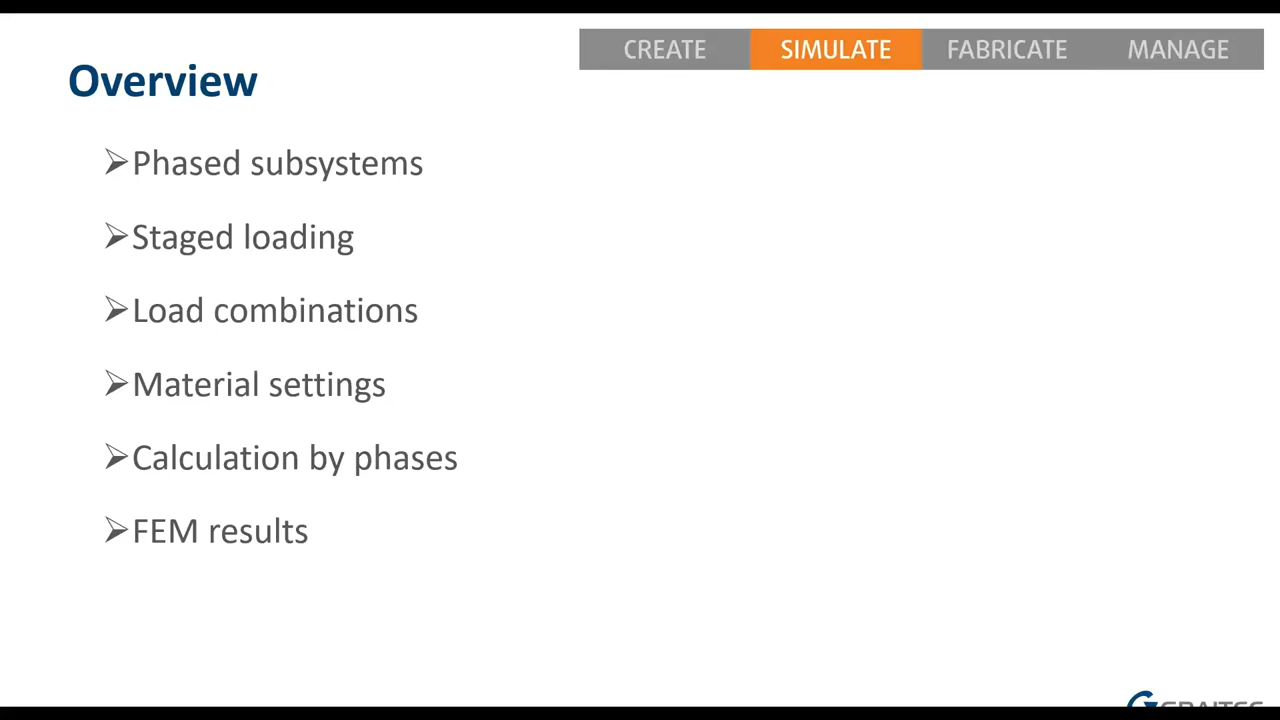 CREATE SIMULATE FABRICATE MANAGE
Overview
Phased subsystems
Staged loading
Load combinations
Material settings
Calculation by phases
FEM results